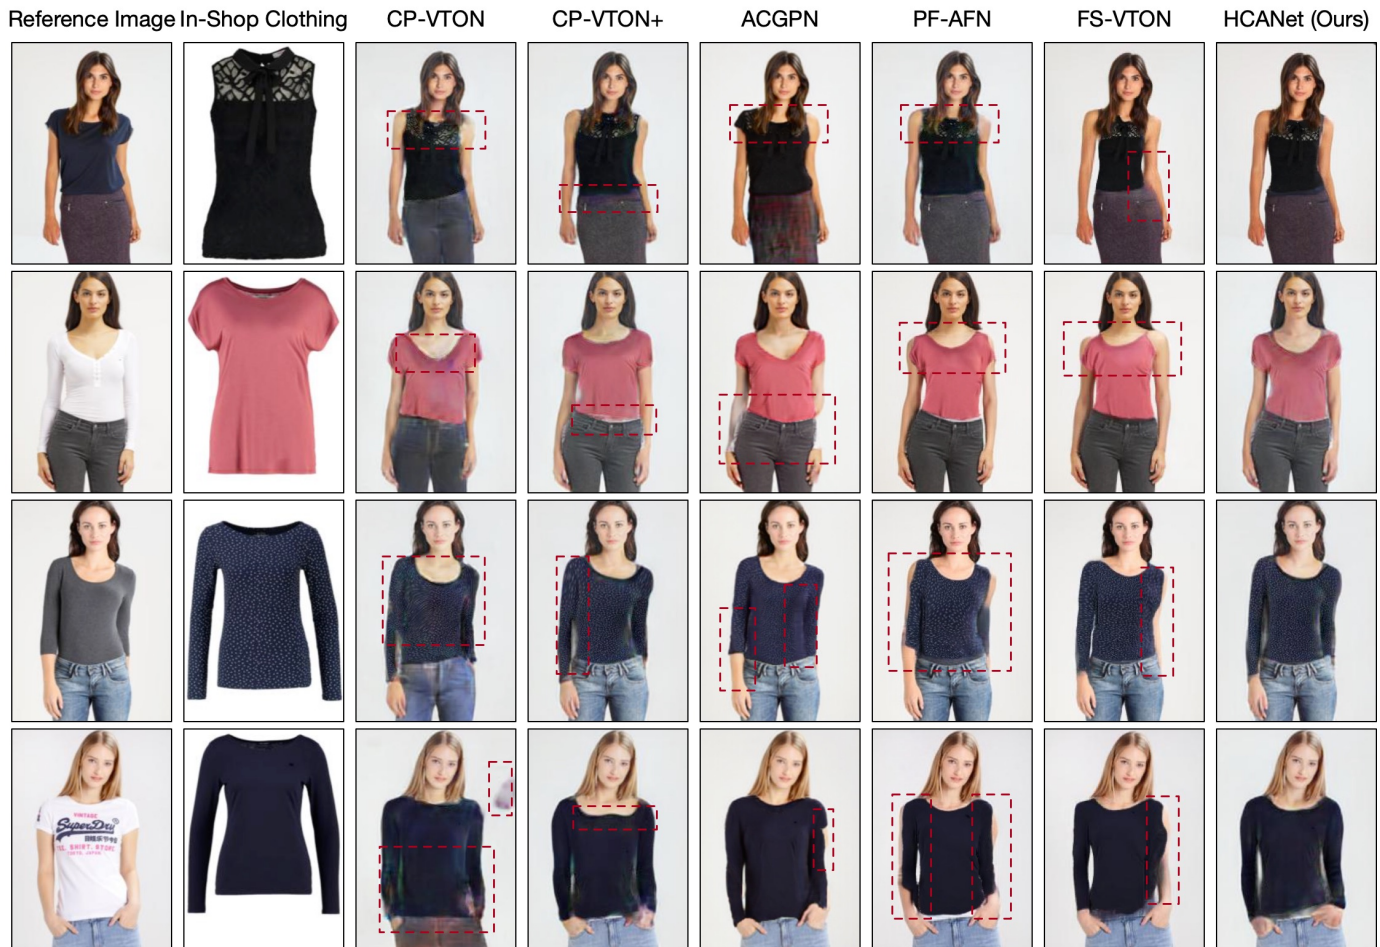 Reference Image In-Shop Clothing CP-VTON CP-VTON+ ACGPN PF-AFN FS-VTON HCANet (Ours)
VINTAGE
SuperDry